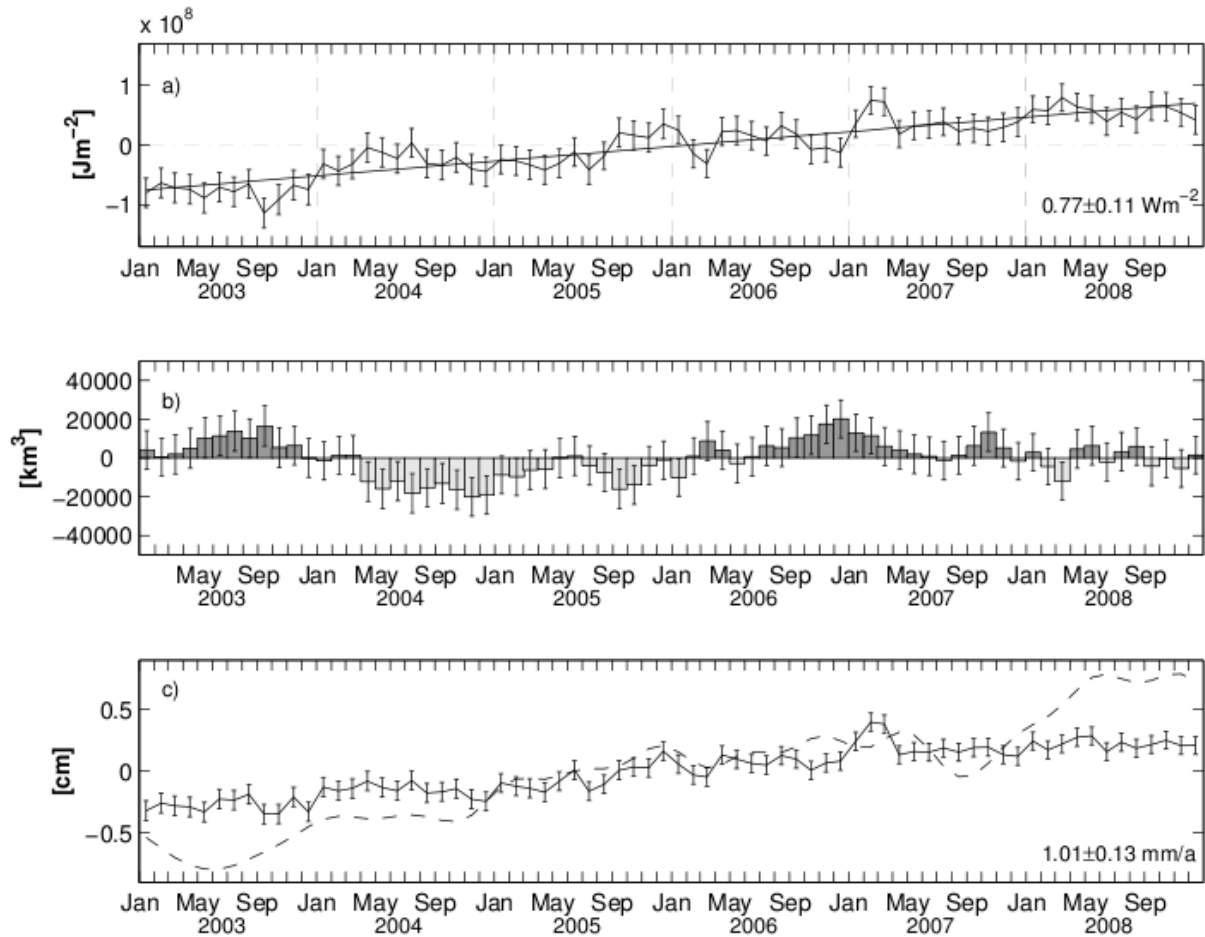 x 10⁸
a)
1
0
−1
[Jm⁻²]
0.77±0.11 Wm⁻²
Jan May Sep Jan May Sep Jan May Sep Jan May Sep Jan May Sep Jan May Sep
2003 2004 2005 2006 2007 2008
b)
40000
20000
0
−20000
−40000
[km³]
May Sep Jan May Sep Jan May Sep Jan May Sep Jan May Sep Jan May Sep
2003 2004 2005 2006 2007 2008
c)
0.5
0
−0.5
[cm]
1.01±0.13 mm/a
Jan May Sep Jan May Sep Jan May Sep Jan May Sep Jan May Sep Jan May Sep
2003 2004 2005 2006 2007 2008